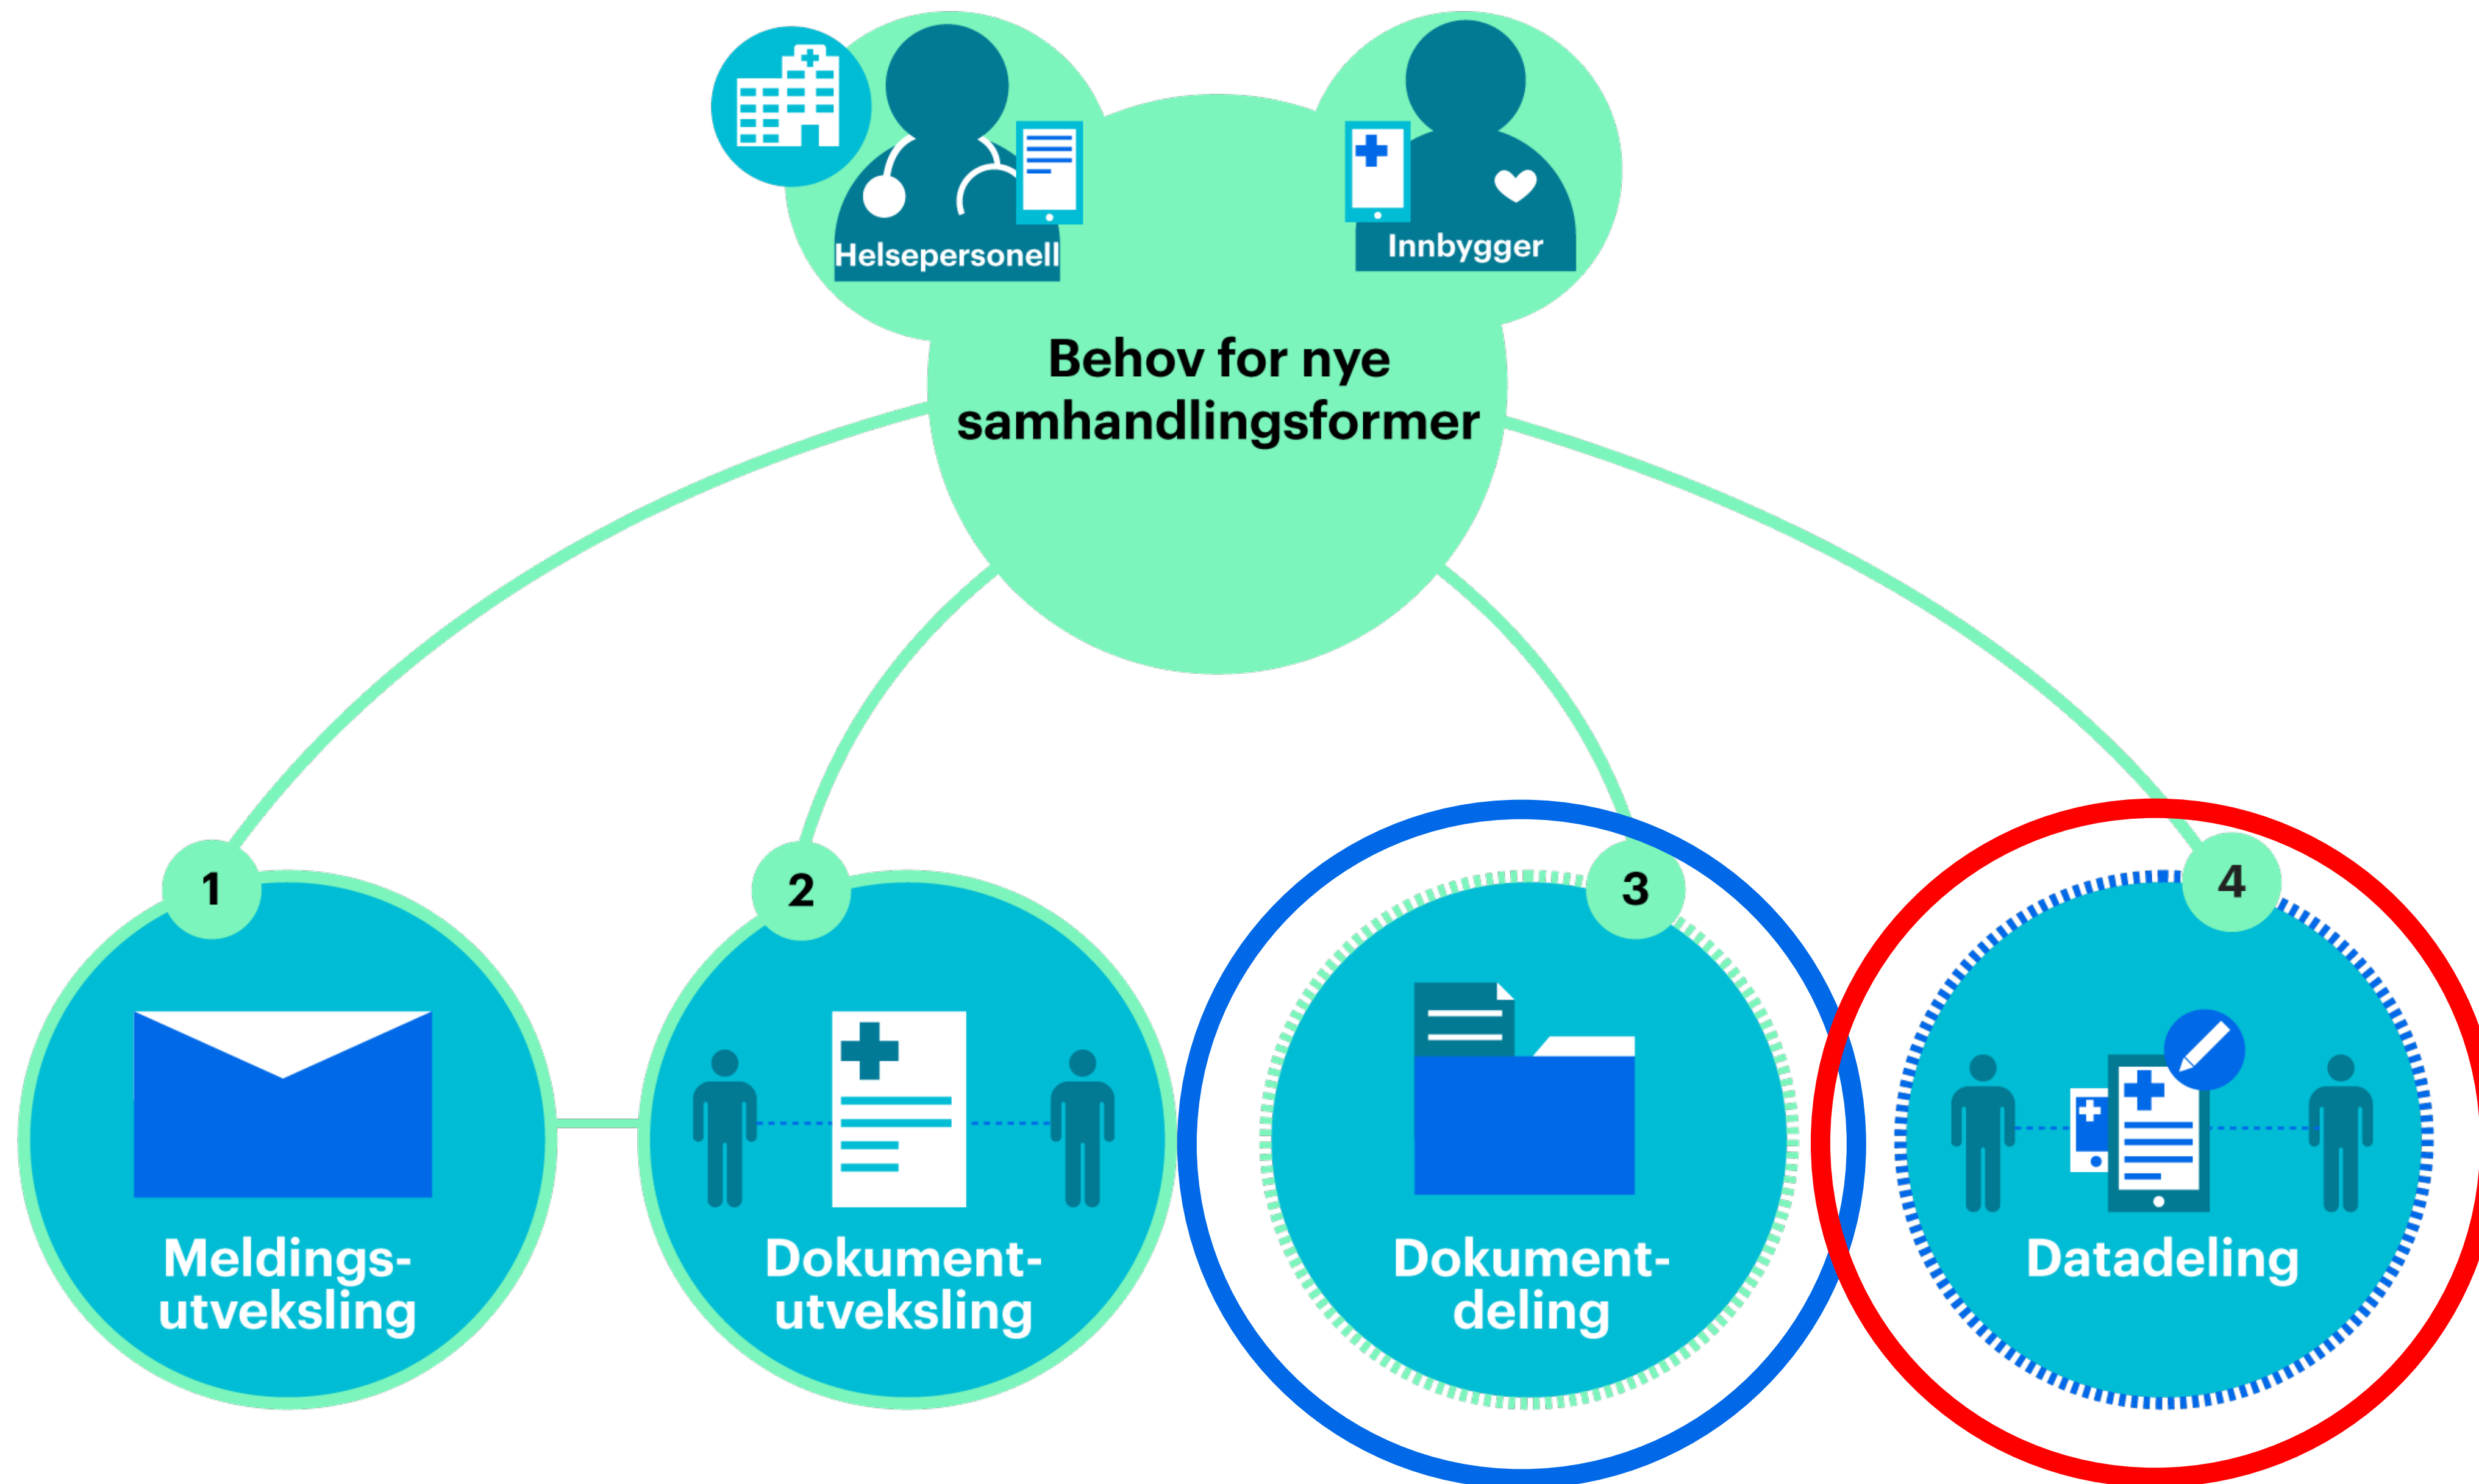 Helsepersonell
Innbygger
Behov for nye
samhandlingsformer
1
2
3
4
Meldings-
utveksling
Dokument-
utveksling
Dokument-
deling
Datadeling